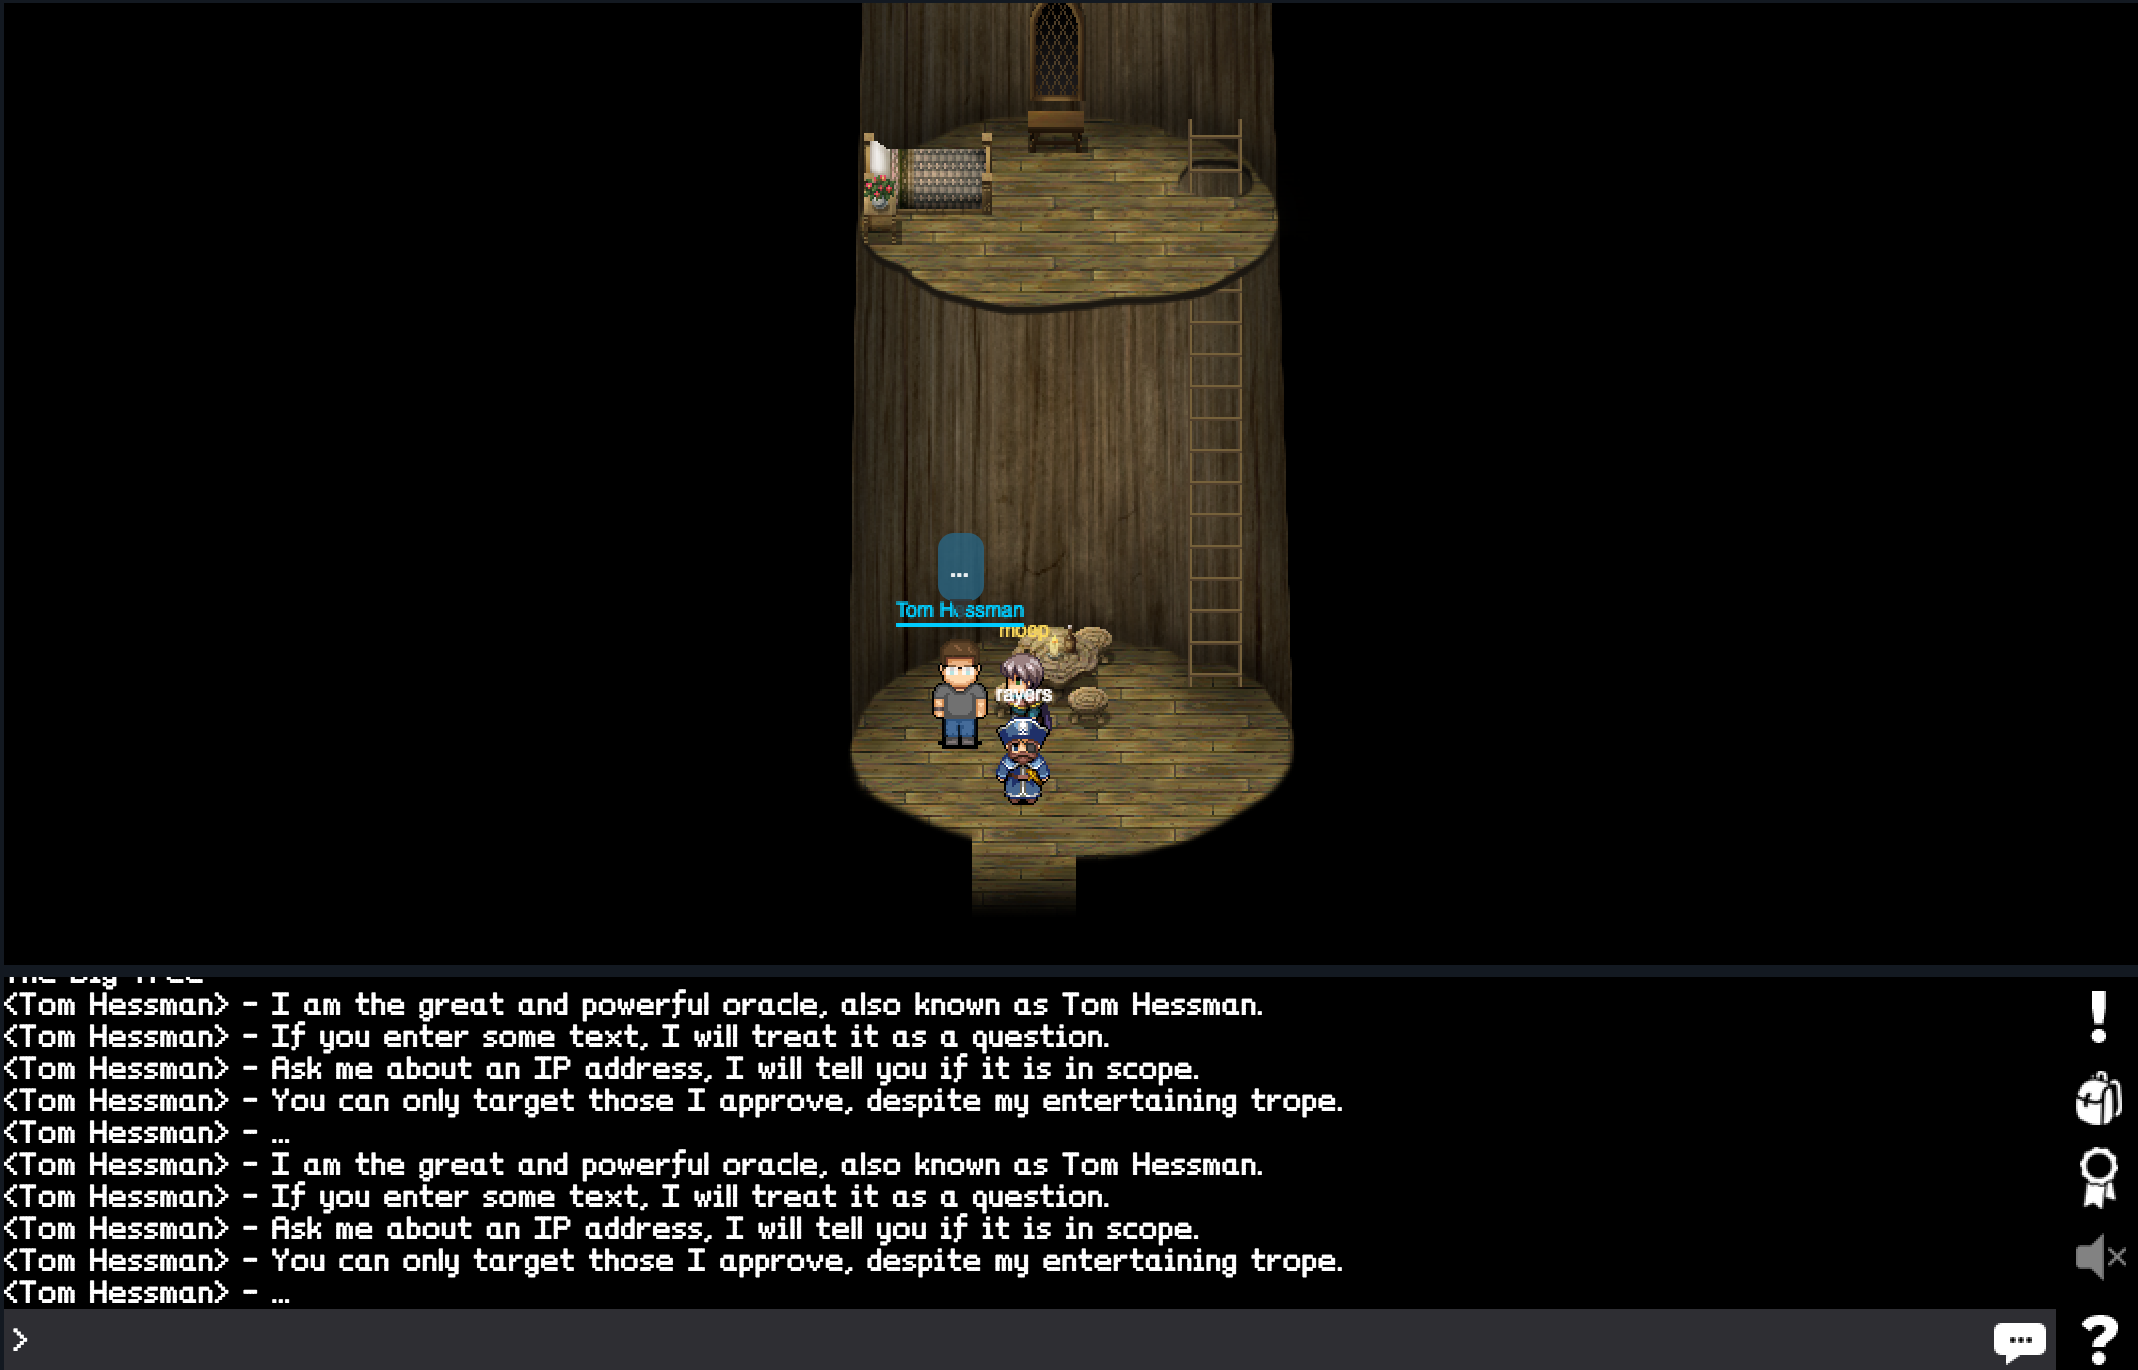 ...
Tom Hessman
moop
rayers
The Big Tree
<Tom Hessman> - I am the great and powerful oracle, also known as Tom Hessman.
<Tom Hessman> - If you enter some text, I will treat it as a question.
<Tom Hessman> - Ask me about an IP address, I will tell you if it is in scope.
<Tom Hessman> - You can only target those I approve, despite my entertaining trope.
<Tom Hessman> - ...
<Tom Hessman> - I am the great and powerful oracle, also known as Tom Hessman.
<Tom Hessman> - If you enter some text, I will treat it as a question.
<Tom Hessman> - Ask me about an IP address, I will tell you if it is in scope.
<Tom Hessman> - You can only target those I approve, despite my entertaining trope.
<Tom Hessman> - ...
>